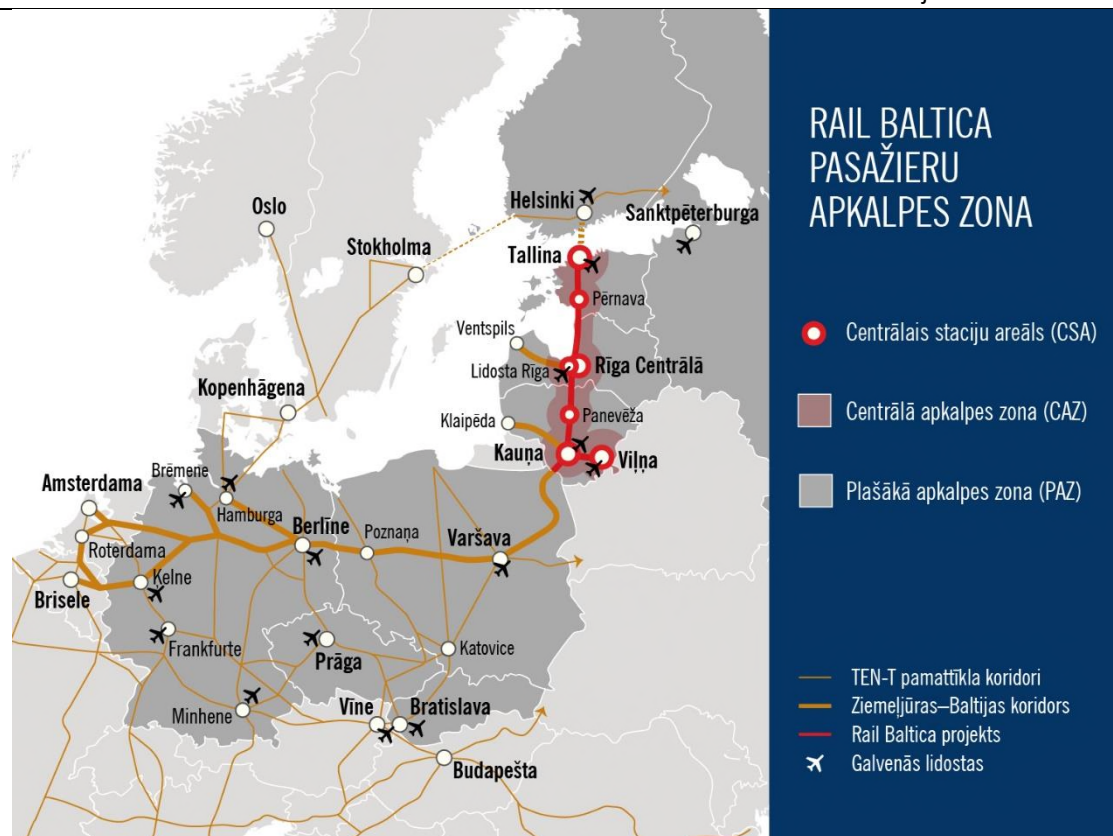 Oslo
Stokholma
Helsinki
Sanktpēterburga
Tallina
Pērnava
Ventspils
Lidosta Rīga
Rīga Centrālā
Kopenhāgena
Klaipēda
Panevēža
Kauņa
Viļņa
Amsterdama
Brēmene
Hamburga
Berlīne
Poznaņa
Varšava
Roterdama
Ķelne
Brisele
Frankfurte
Prāga
Katovice
Minhene
Vīne
Bratislava
Budapešta
RAIL BALTICA
PASAŽIERU
APKALPES ZONA
Centrālais staciju areāls (CSA)
Centrālā apkalpes zona (CAZ)
Plašākā apkalpes zona (PAZ)
TEN-T pamattīkla koridori
Ziemeļjūras–Baltijas koridors
Rail Baltica projekts
Galvenās lidostas